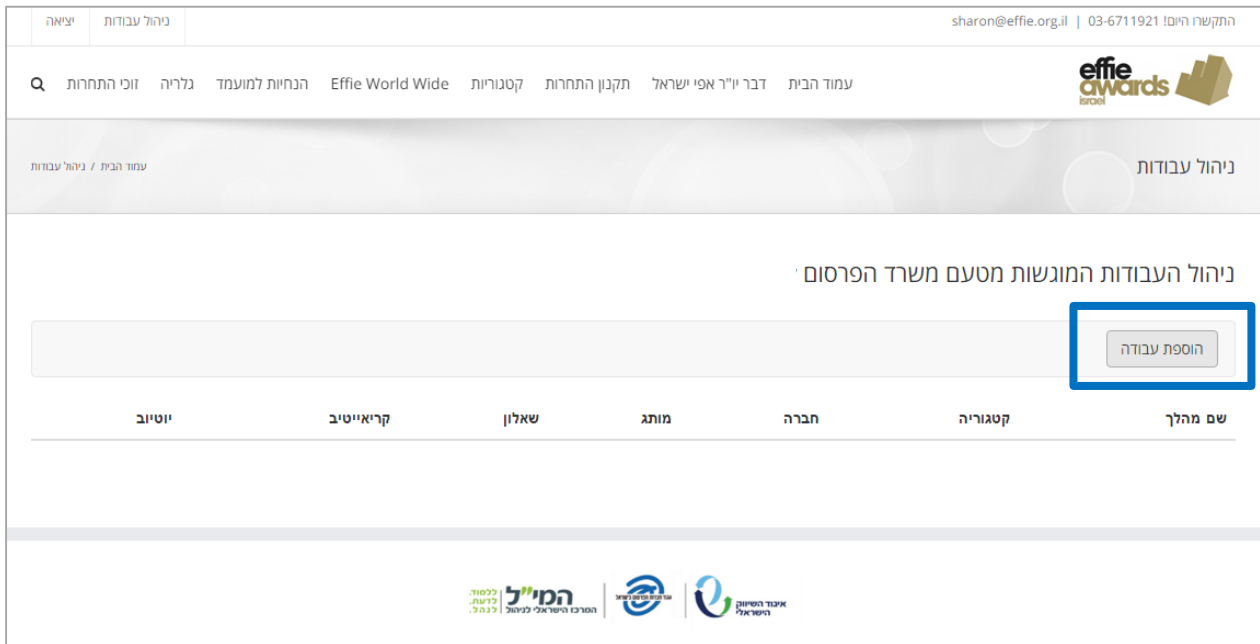 התקשרו היום! 03-6711921 | sharon@effie.org.il
ניהול עבודות יציאה
effie awards israel
עמוד הבית דבר יו"ר אפי ישראל תקנון התחרות קטגוריות Effie World Wide הנחיות למועמד גלריה זוכי התחרות
ניהול עבודות
עמוד הבית / ניהול עבודות
ניהול העבודות המוגשות מטעם משרד הפרסום
הוספת עבודה
שם מהלך קטגוריה חברה מותג שאלון קריאייטיב יוטיוב
איגוד השיווק
הישראלי
המי"ל
המרכז הישראלי לניהול
ללמוד.
לדעת.
לנהל.